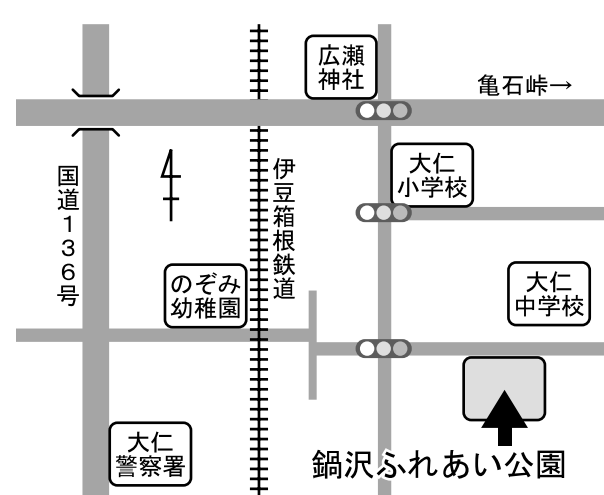 広瀬
神社
亀石峠→
大仁
小学校
国道136号
伊豆箱根鉄道
のぞみ
幼稚園
大仁
中学校
大仁
警察署
鍋沢ふれあい公園